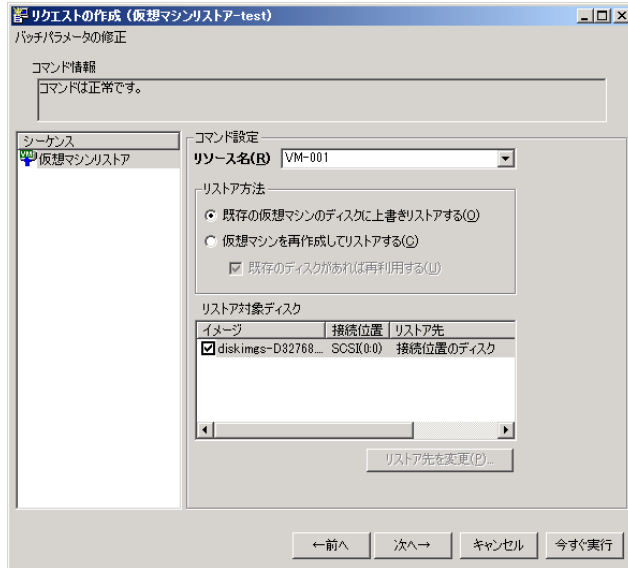 リクエストの作成 (仮想マシンリストア-test)
バッチパラメータの修正
コマンド情報
コマンドは正常です。
シーケンス
仮想マシンリストア
コマンド設定
リソース名(R) VM-001
リストア方法
既存の仮想マシンのディスクに上書きリストアする(O)
仮想マシンを再作成してリストアする(C)
既存のディスクがあれば再利用する(U)
リストア対象ディスク
イメージ 接続位置 リストア先
diskimgs-D32768... SCSI(0:0) 接続位置のディスク
リストア先を変更(P)...
←前へ 次へ→ キャンセル 今すぐ実行